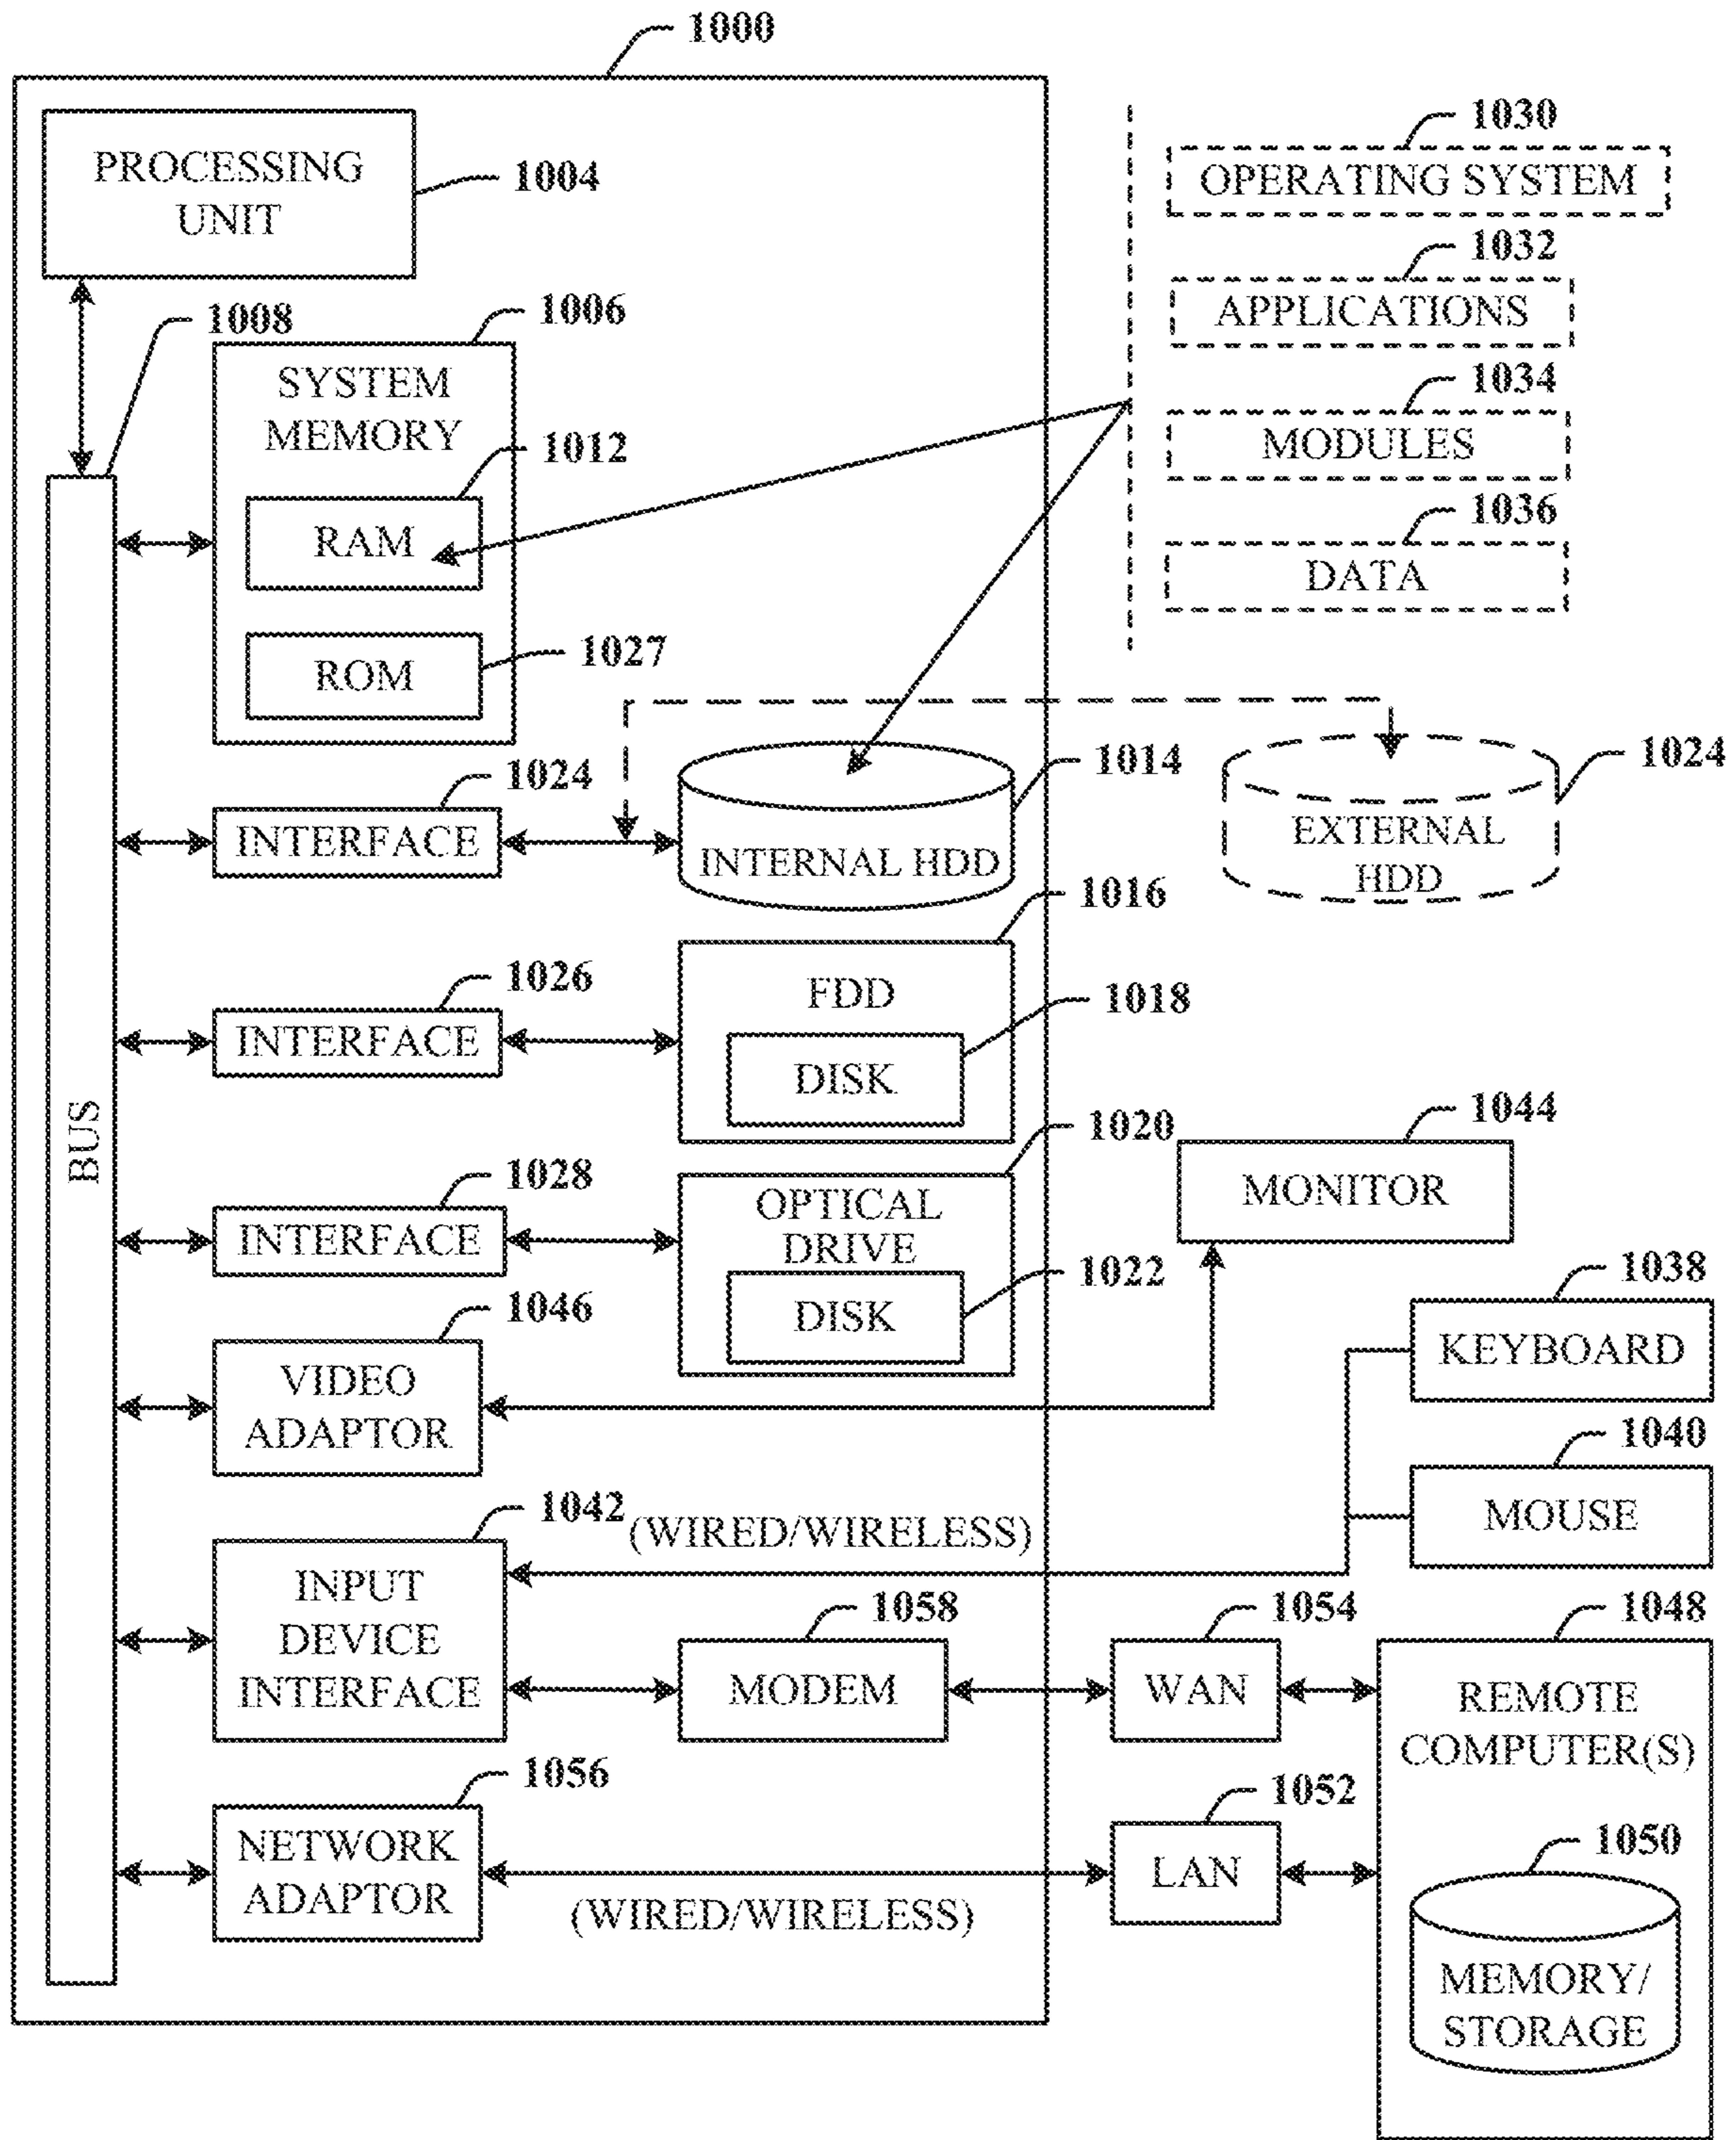 1000
PROCESSING
UNIT
1004
1030
OPERATING SYSTEM
1032
APPLICATIONS
1034
MODULES
1036
DATA
1008
1006
SYSTEM
MEMORY
1012
RAM
ROM
1027
1024
INTERFACE
1014
INTERNAL HDD
1024
EXTERNAL
HDD
1026
INTERFACE
1016
FDD
1018
DISK
BUS
1028
INTERFACE
1020
OPTICAL
DRIVE
1022
DISK
1044
MONITOR
1046
VIDEO
ADAPTOR
1038
KEYBOARD
1040
MOUSE
1042
(WIRED/WIRELESS)
INPUT
DEVICE
INTERFACE
1058
MODEM
1054
WAN
1048
REMOTE
COMPUTER(S)
1056
NETWORK
ADAPTOR
(WIRED/WIRELESS)
1052
LAN
1050
MEMORY/
STORAGE